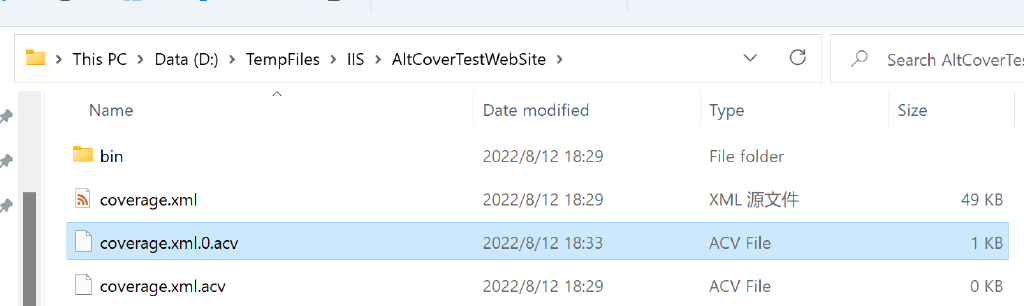 This PC > Data (D:) > TempFiles > IIS > AltCoverTestWebSite >
Search AltCoverTes
Name Date modified Type Size
bin 2022/8/12 18:29 File folder
coverage.xml 2022/8/12 18:29 XML 源文件 49 KB
coverage.xml.0.acv 2022/8/12 18:33 ACV File 1 KB
coverage.xml.acv 2022/8/12 18:29 ACV File 0 KB